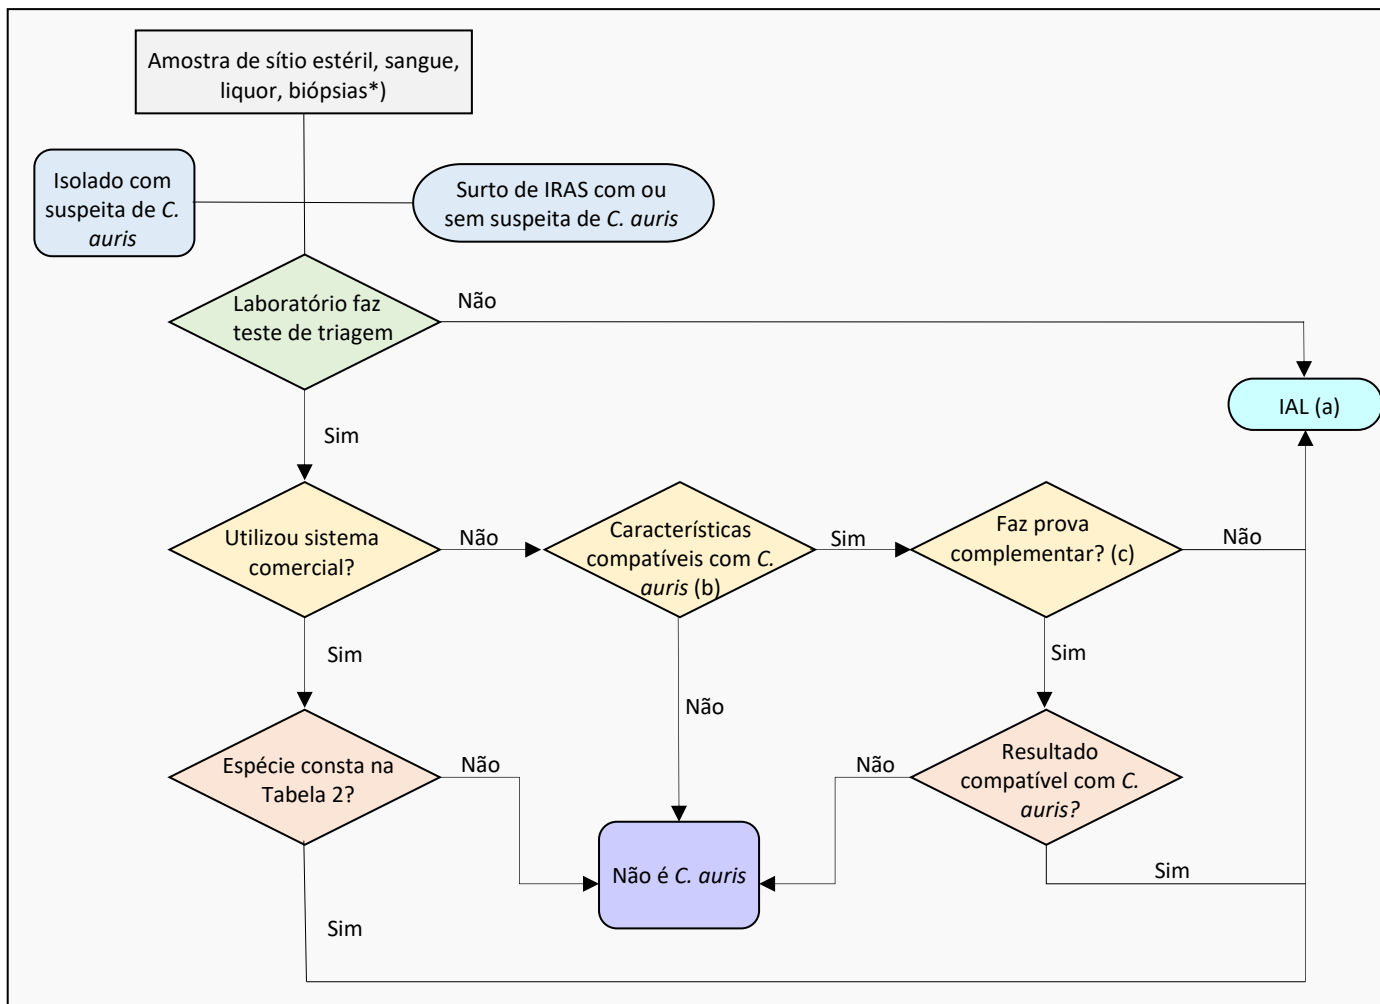 Amostra de sítio estéril, sangue,
liquor, biópsias*)
Isolado com
suspeita de C.
auris
Surto de IRAS com ou
sem suspeita de C. auris
Laboratório faz
teste de triagem
Não
IAL (a)
Sim
Utilizou sistema
comercial?
Não
Características
compatíveis com C.
auris (b)
Sim
Faz prova
complementar? (c)
Não
Sim
Não
Sim
Espécie consta na
Tabela 2?
Não
Resultado
compatível com C.
auris?
Não
Não é C. auris
Sim
Sim